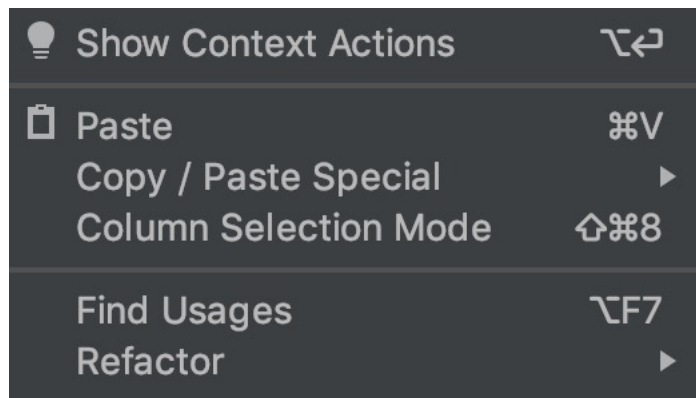 Show Context Actions ⌥↩
Paste ⌘V
Copy / Paste Special ▶
Column Selection Mode ⇧⌘8
Find Usages ⌥F7
Refactor ▶